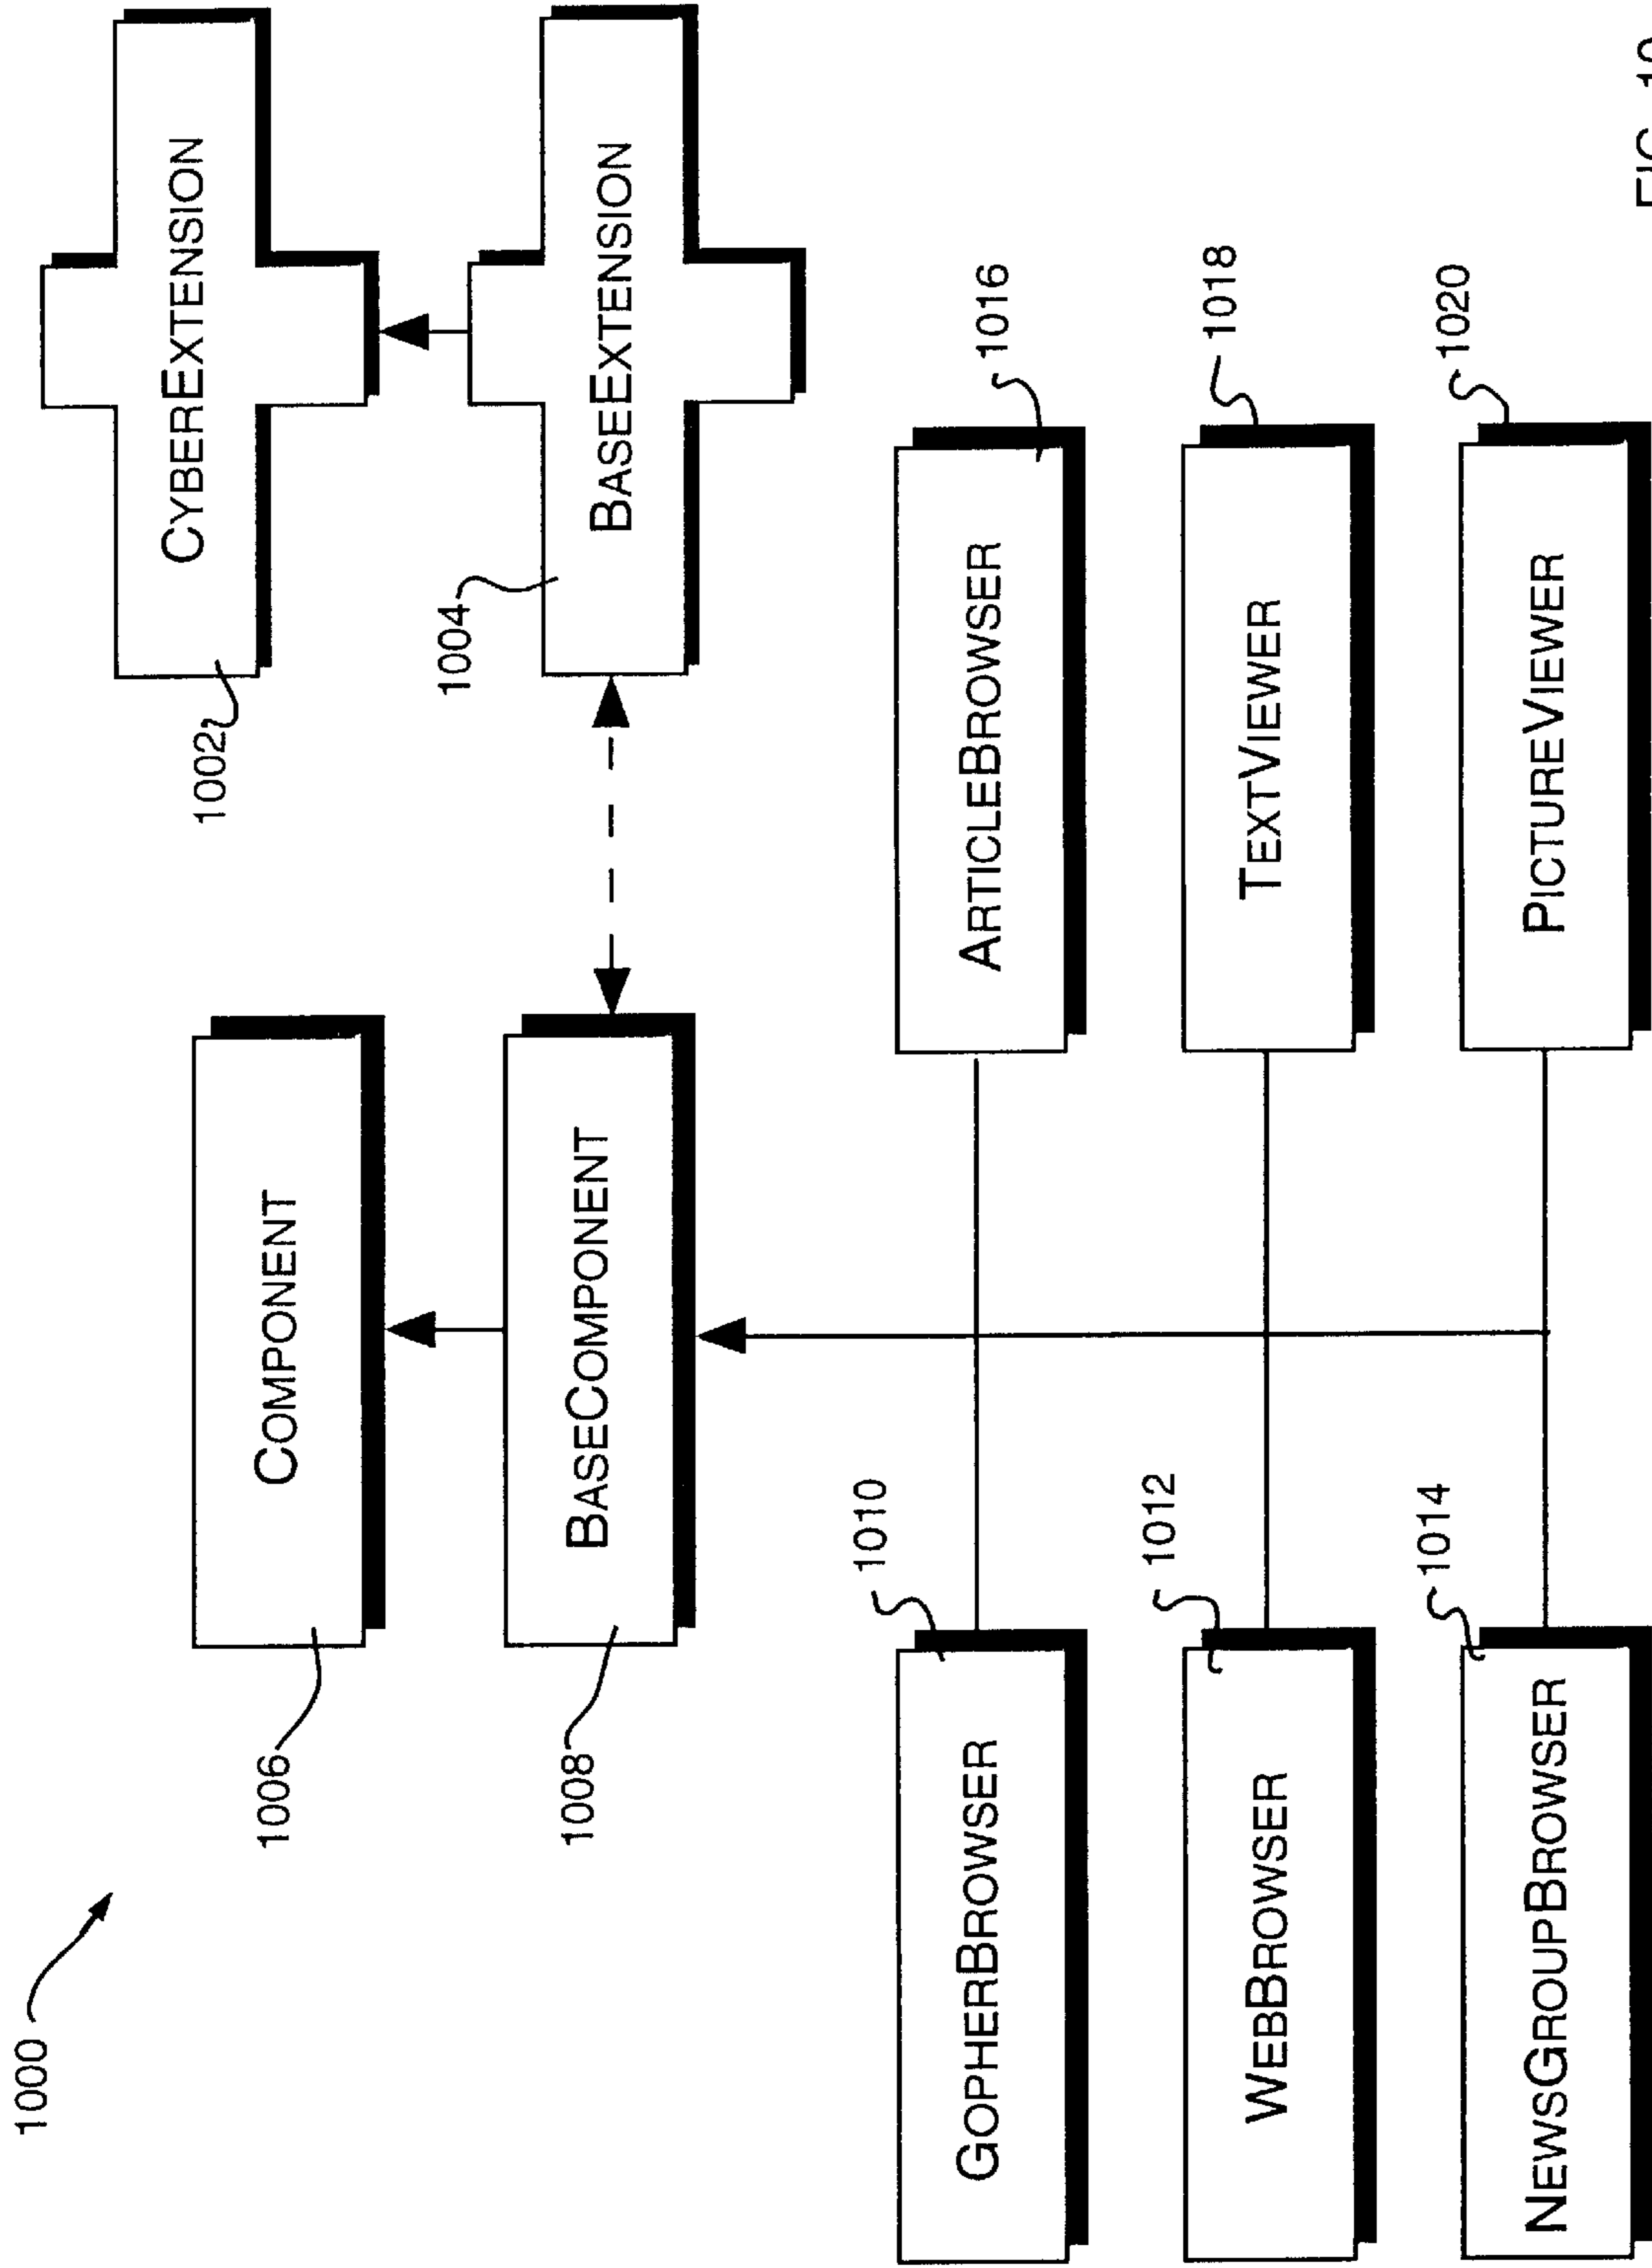 1000
1002
CYBEREXTENSION
1006
COMPONENT
1004
BASEEXTENSION
1008
BASECOMPONENT
1010
GOPHERBROWSER
1016
ARTICLEBROWSER
1012
WEBBROWSER
1018
TEXTVIEWER
1014
NEWSGROUPBROWSER
1020
PICTUREVIEWER